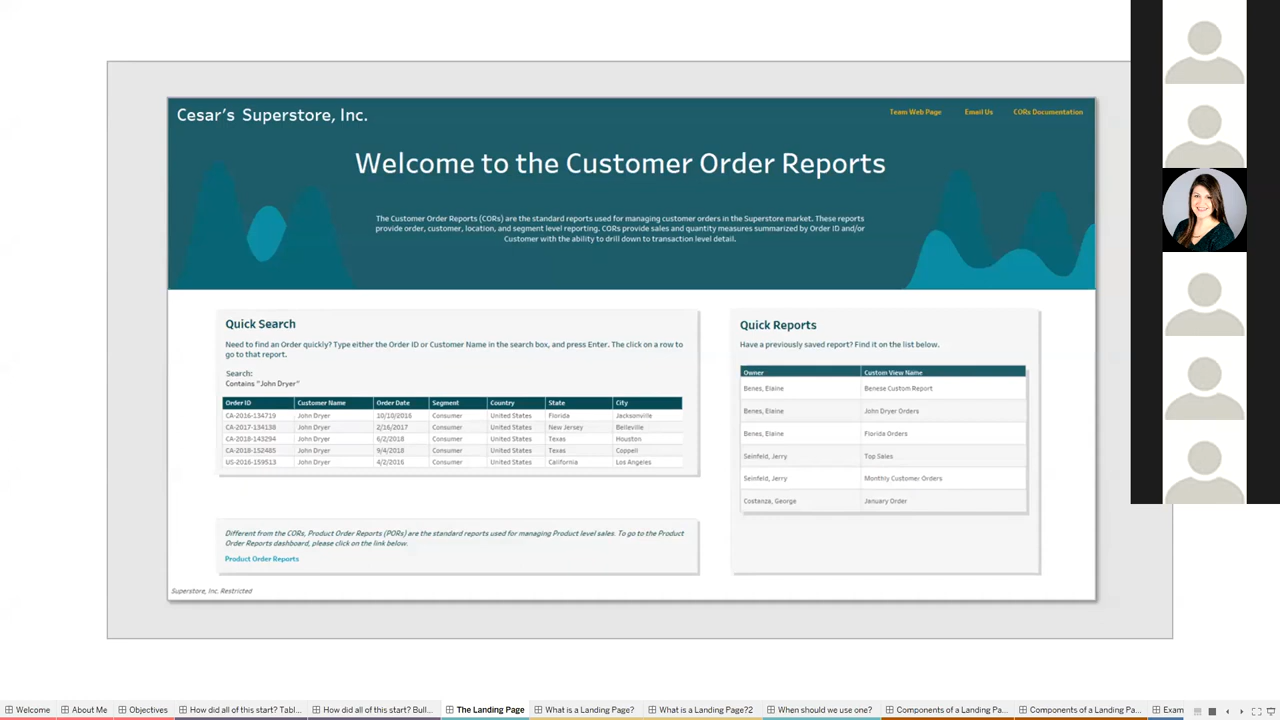 Cesar's Superstore, Inc.
Team Web Page Email Us CORs Documentation
Welcome to the Customer Order Reports
The Customer Order Reports (CORs) are the standard reports used for managing customer orders in the Superstore market. These reports
provide order, customer, location, and segment level reporting. CORs provide sales and quantity measures summarized by Order ID and/or
Customer with the ability to drill down to transaction level detail.
Quick Search
Need to find an Order quickly? Type either the Order ID or Customer Name in the search box, and press Enter. The click on a row to
go to that report.
Search:
Contains "John Dryer"
Order ID Customer Name Order Date Segment Country State City
CA-2016-134719 John Dryer 10/10/2016 Consumer United States Florida Jacksonville
CA-2017-134138 John Dryer 2/16/2017 Consumer United States New Jersey Belleville
CA-2018-143294 John Dryer 6/2/2018 Consumer United States Texas Houston
CA-2018-152485 John Dryer 9/4/2018 Consumer United States Texas Coppell
US-2016-159513 John Dryer 4/2/2016 Consumer United States California Los Angeles
Different from the CORs, Product Order Reports (PORs) are the standard reports used for managing Product level sales. To go to the Product
Order Reports dashboard, please click on the link below.
Product Order Reports
Quick Reports
Have a previously saved report? Find it on the list below.
Owner Custom View Name
Benes, Elaine Benese Custom Report
Benes, Elaine John Dryer Orders
Benes, Elaine Florida Orders
Seinfeld, Jerry Top Sales
Seinfeld, Jerry Monthly Customer Orders
Costanza, George January Order
Superstore, Inc. Restricted
Welcome About Me Objectives How did all of this start? Tabl... How did all of this start? Bull... The Landing Page What is a Landing Page? What is a Landing Page?2 When should we use one? Components of a Landing Pa... Components of a Landing Pa... Exam